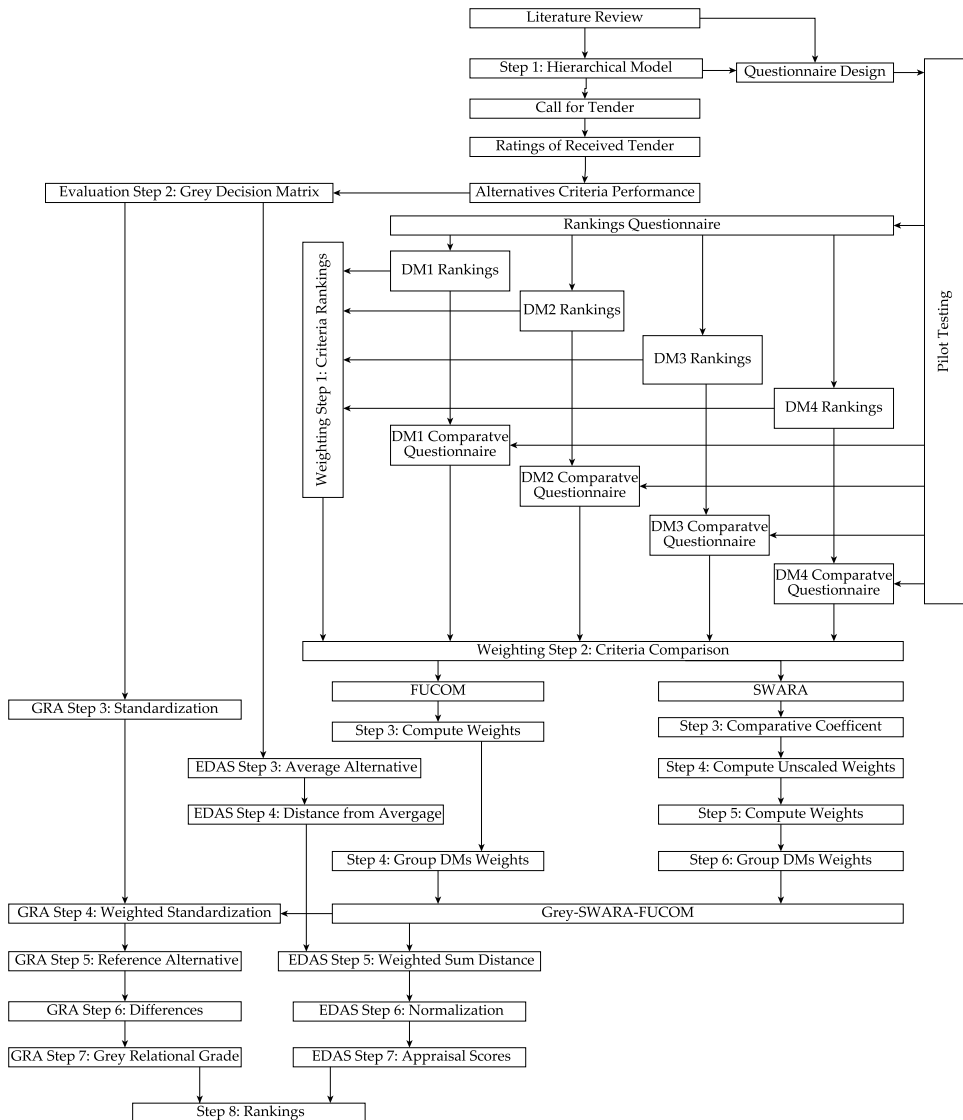 Literature Review
Step 1: Hierarchical Model
Questionnaire Design
Call for Tender
Ratings of Received Tender
Evaluation Step 2: Grey Decision Matrix
Alternatives Criteria Performance
Rankings Questionnaire
Weighting Step 1: Criteria Rankings
Pilot Testing
DM1 Rankings
DM2 Rankings
DM3 Rankings
DM4 Rankings
DM1 Comparatve
Questionnaire
DM2 Comparatve
Questionnaire
DM3 Comparatve
Questionnaire
DM4 Comparatve
Questionnaire
Weighting Step 2: Criteria Comparison
FUCOM
SWARA
GRA Step 3: Standardization
Step 3: Compute Weights
Step 3: Comparative Coefficent
EDAS Step 3: Average Alternative
Step 4: Compute Unscaled Weights
EDAS Step 4: Distance from Avergage
Step 5: Compute Weights
Step 4: Group DMs Weights
Step 6: Group DMs Weights
GRA Step 4: Weighted Standardization
Grey-SWARA-FUCOM
GRA Step 5: Reference Alternative
EDAS Step 5: Weighted Sum Distance
GRA Step 6: Differences
EDAS Step 6: Normalization
GRA Step 7: Grey Relational Grade
EDAS Step 7: Appraisal Scores
Step 8: Rankings